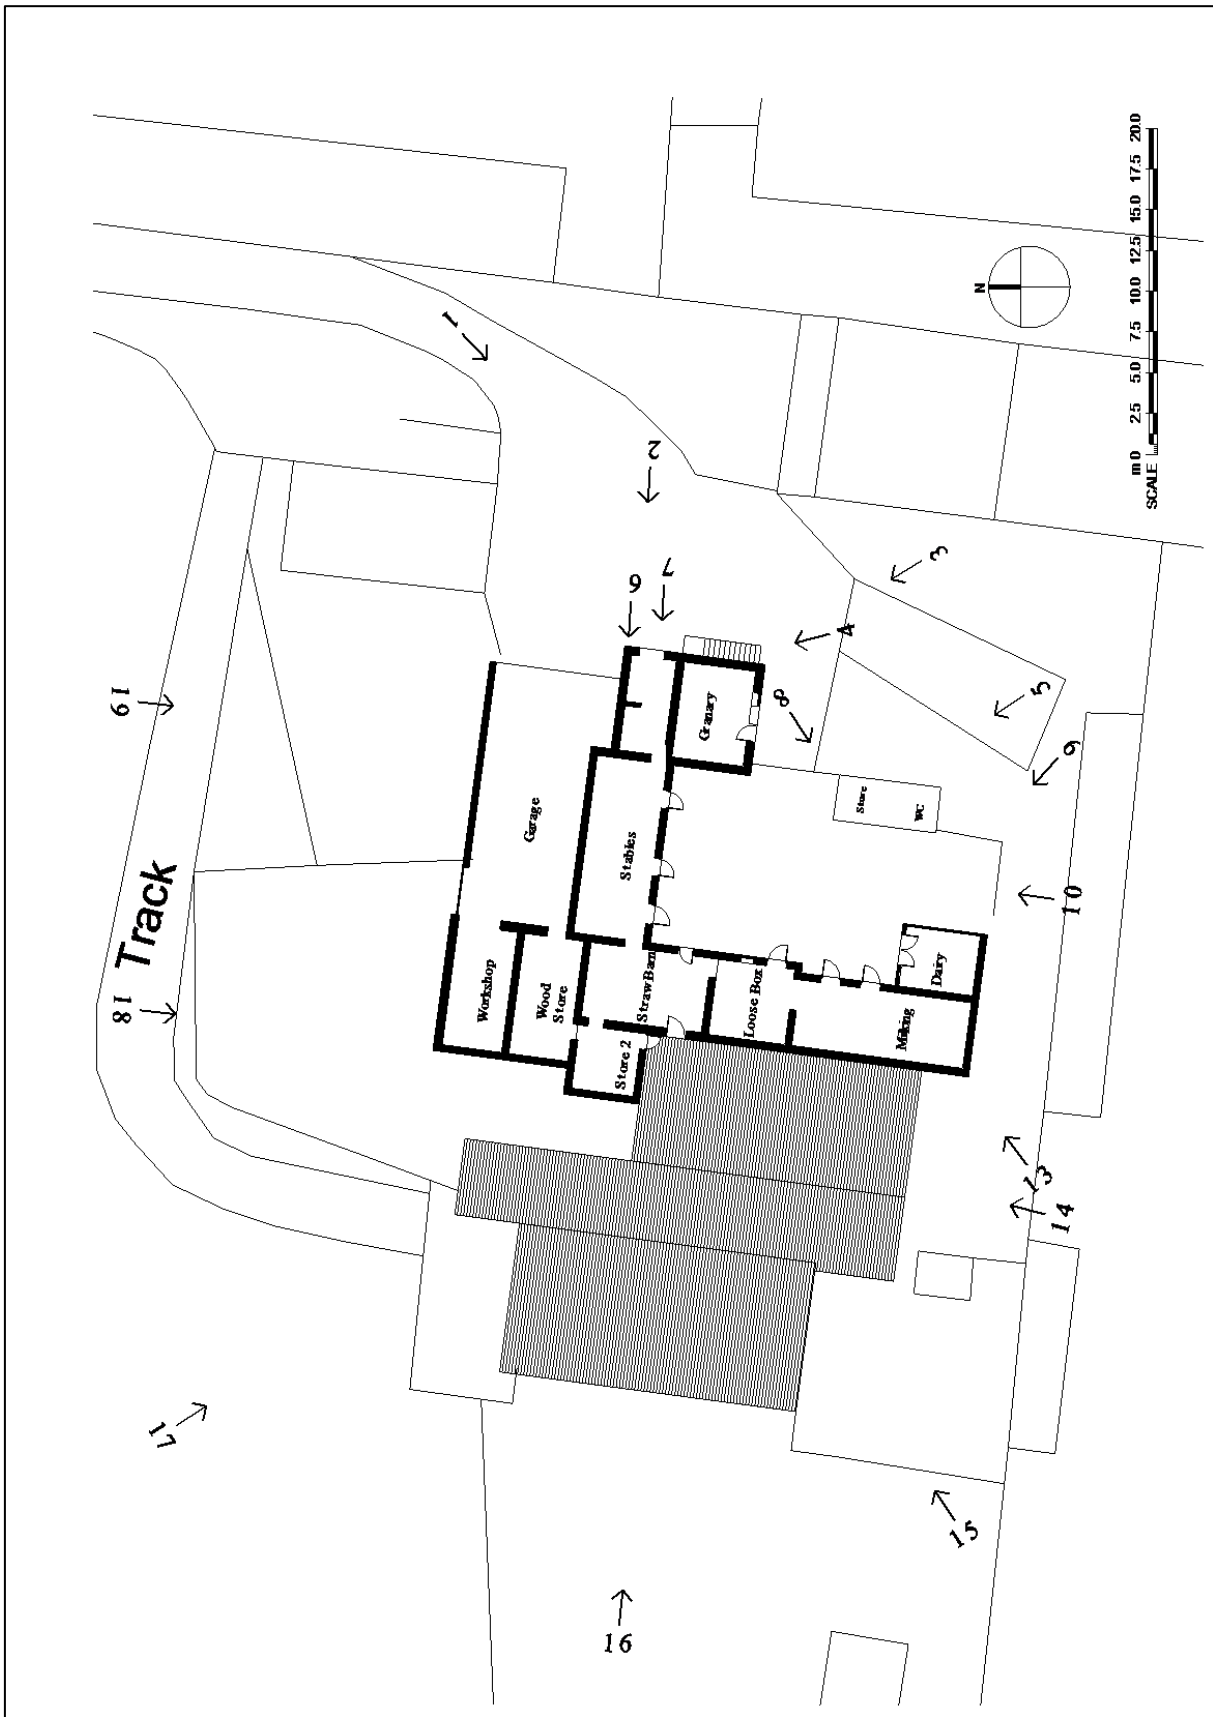 1
2
3
4
5
6
7
8
9
10
13
14
15
16
17
18
19
Track
Garage
Workshop
Wood
Store
Store 2
Straw Barn
Stables
Granary
Loose Box
Milking
Dairy
Store
WC
N
m 0 2.5 5.0 7.5 10.0 12.5 15.0 17.5 20.0
SCALE